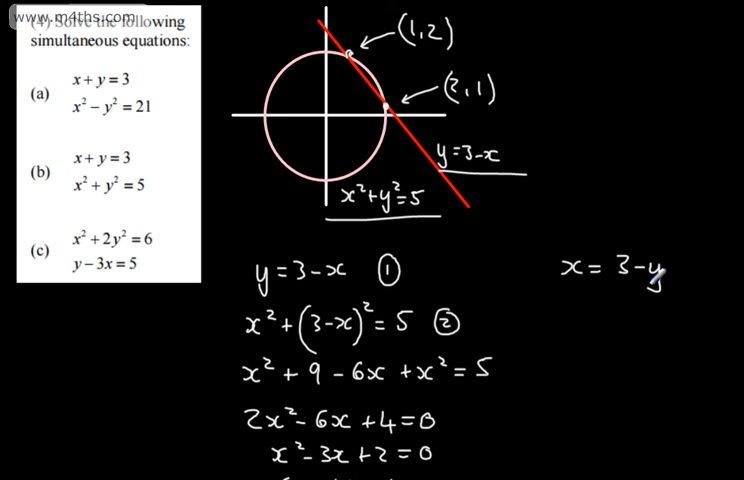 www.m4ths.com
(4) Solve the following
simultaneous equations:
(a) x + y = 3
x² − y² = 21
(b) x + y = 3
x² + y² = 5
(c) x² + 2y² = 6
y − 3x = 5
(1,2)
(2,1)
y = 3-x
x²+y²=5
y = 3-x ①
x = 3-y
x² + (3-x)² = 5 ②
x² + 9 - 6x + x² = 5
2x² - 6x + 4 = 0
x² - 3x + 2 = 0